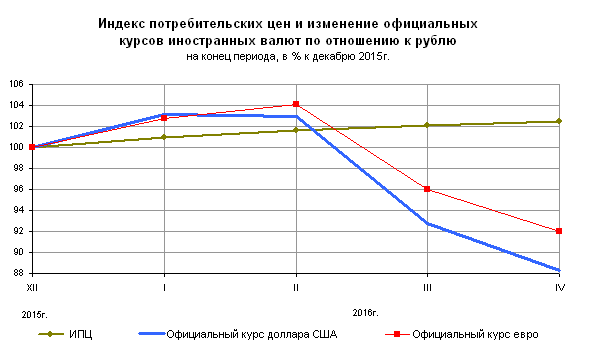 Индекс потребительских цен и изменение официальных
курсов иностранных валют по отношению к рублю
на конец периода, в % к декабрю 2015г.
106
104
102
100
98
96
94
92
90
88
XII I II III IV
2015г. 2016г.
ИПЦ Официальный курс доллара США Официальный курс евро